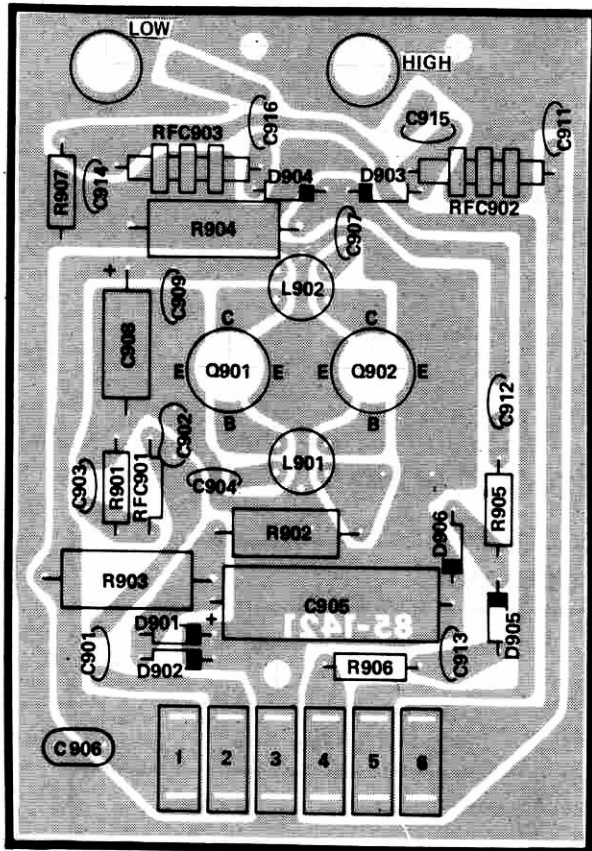 LOW
HIGH
C916
C915
C911
RFC903
D904
D903
R907
C914
RFC902
R904
C907
L902
+
C909
C908
C
C
E
Q901
E
Q902
E
B
B
C912
C902
C903
R901
RFC901
C904
L901
R905
R902
D906
R903
C905
D901
+
85-1421
D905
C901
D902
R906
C913
C906
1
2
3
4
5
6